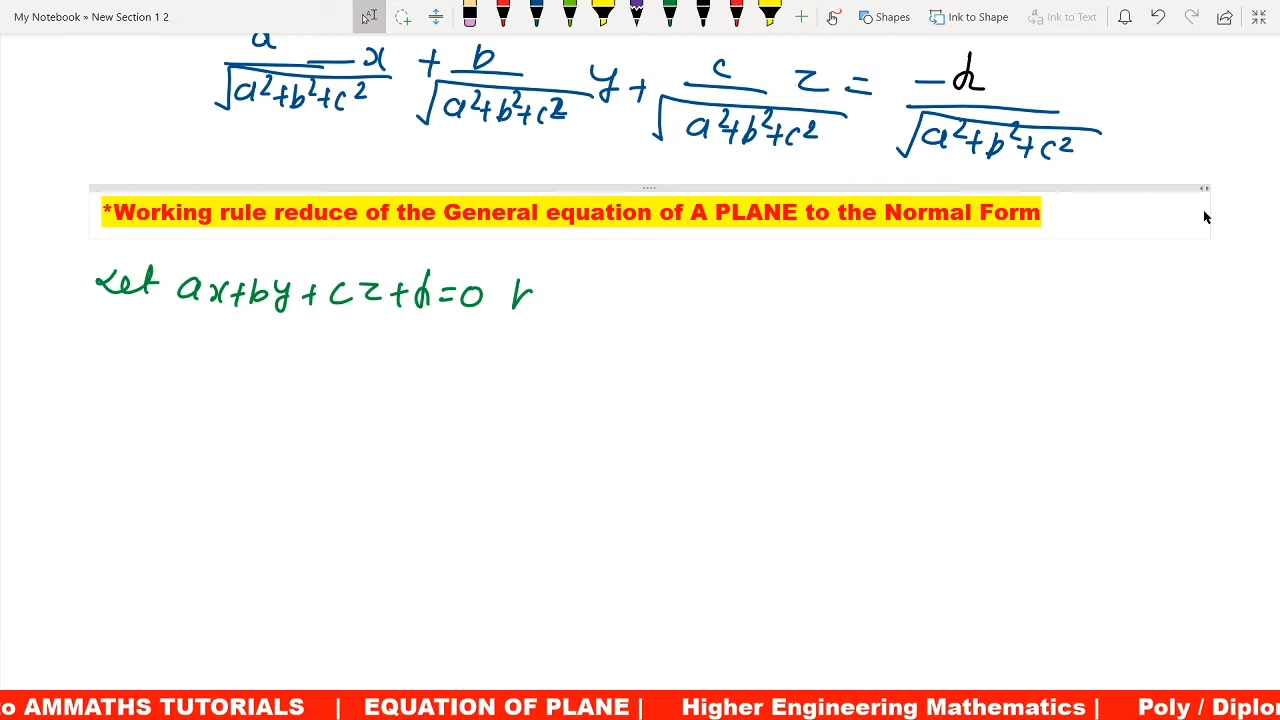 My Notebook » New Section 1 2
Shapes
Ink to Shape
Ink to Text
a/√a²+b²+c² x + b/√a²+b²+c² y + c/√a²+b²+c² z = -d/√a²+b²+c²
*Working rule reduce of the General equation of A PLANE to the Normal Form
Let ax+by+cz+d=0
to AMMATHS TUTORIALS | EQUATION OF PLANE | Higher Engineering Mathematics | Poly / Diplo